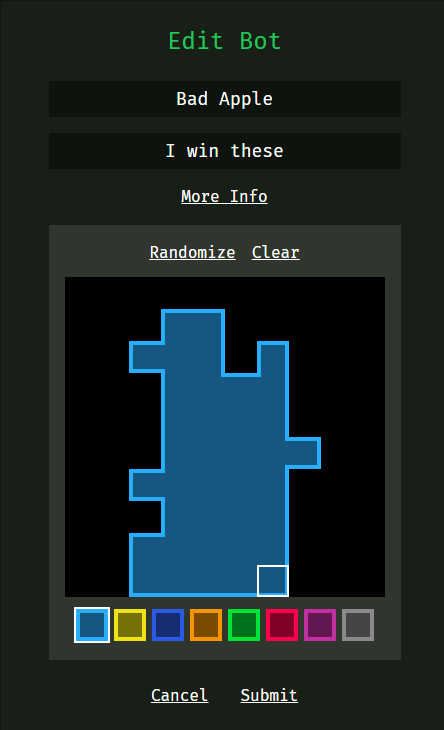 Edit Bot
Bad Apple
I win these
More Info
Randomize Clear
Cancel Submit